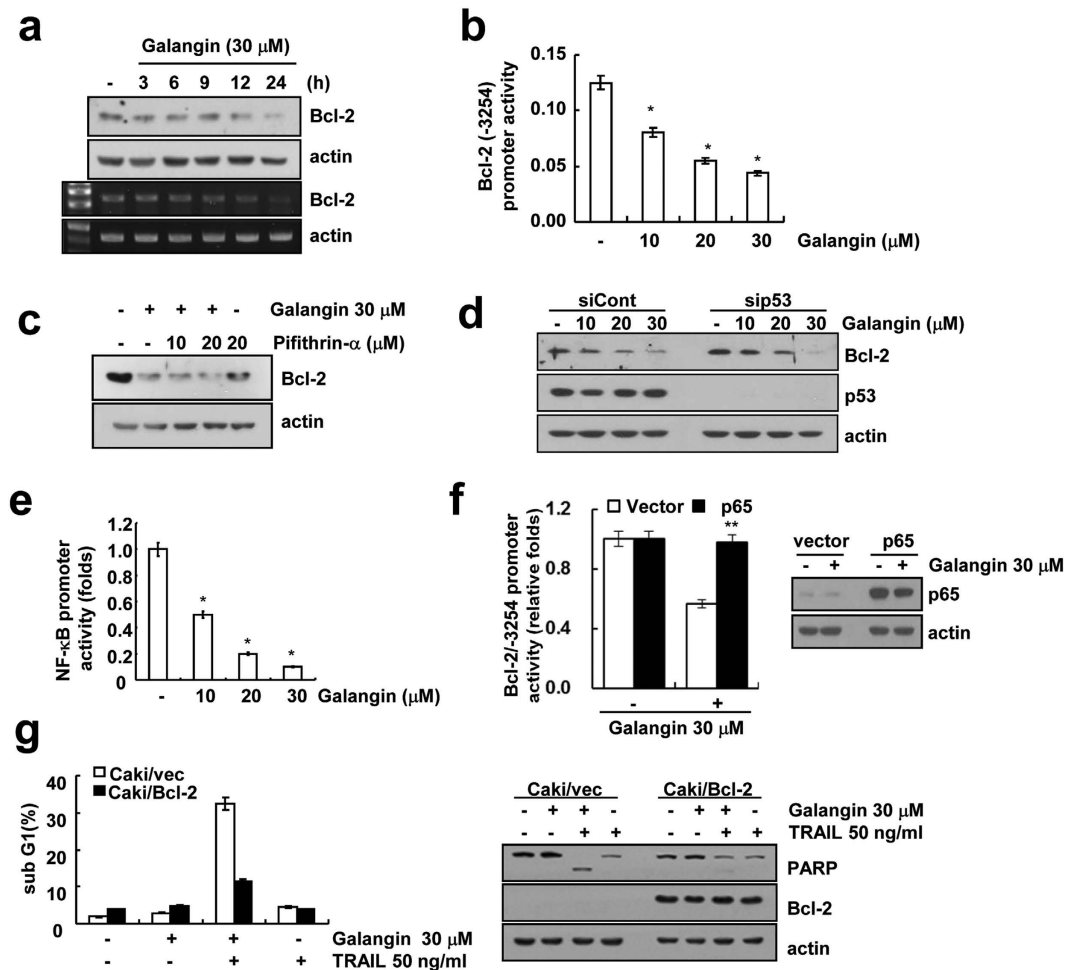 a
Galangin (30 μM)
- 3 6 9 12 24 (h)
Bcl-2
actin
Bcl-2
actin
b
Bcl-2 (-3254)
promoter activity
0.15
0.10
0.05
0.00
* * *
- 10 20 30 Galangin (μM)
c
- + + + - Galangin 30 μM
- - 10 20 20 Pifithrin-α (μM)
Bcl-2
actin
d
siCont sip53
- 10 20 30 - 10 20 30 Galangin (μM)
Bcl-2
p53
actin
e
NF-κB promoter
activity (folds)
1.2
1.0
0.8
0.6
0.4
0.2
0
* * *
- 10 20 30 Galangin (μM)
f
Vector p65
Bcl-2/-3254 promoter
activity (relative folds)
1.2
0.8
0.4
0.0
**
- +
Galangin 30 μM
vector p65
- + - + Galangin 30 μM
p65
actin
g
Caki/vec
Caki/Bcl-2
sub G1(%)
40
30
20
10
0
- + + - Galangin 30 μM
- - + + TRAIL 50 ng/ml
Caki/vec Caki/Bcl-2
- + + - - + + - Galangin 30 μM
- - + + - - + + TRAIL 50 ng/ml
PARP
Bcl-2
actin